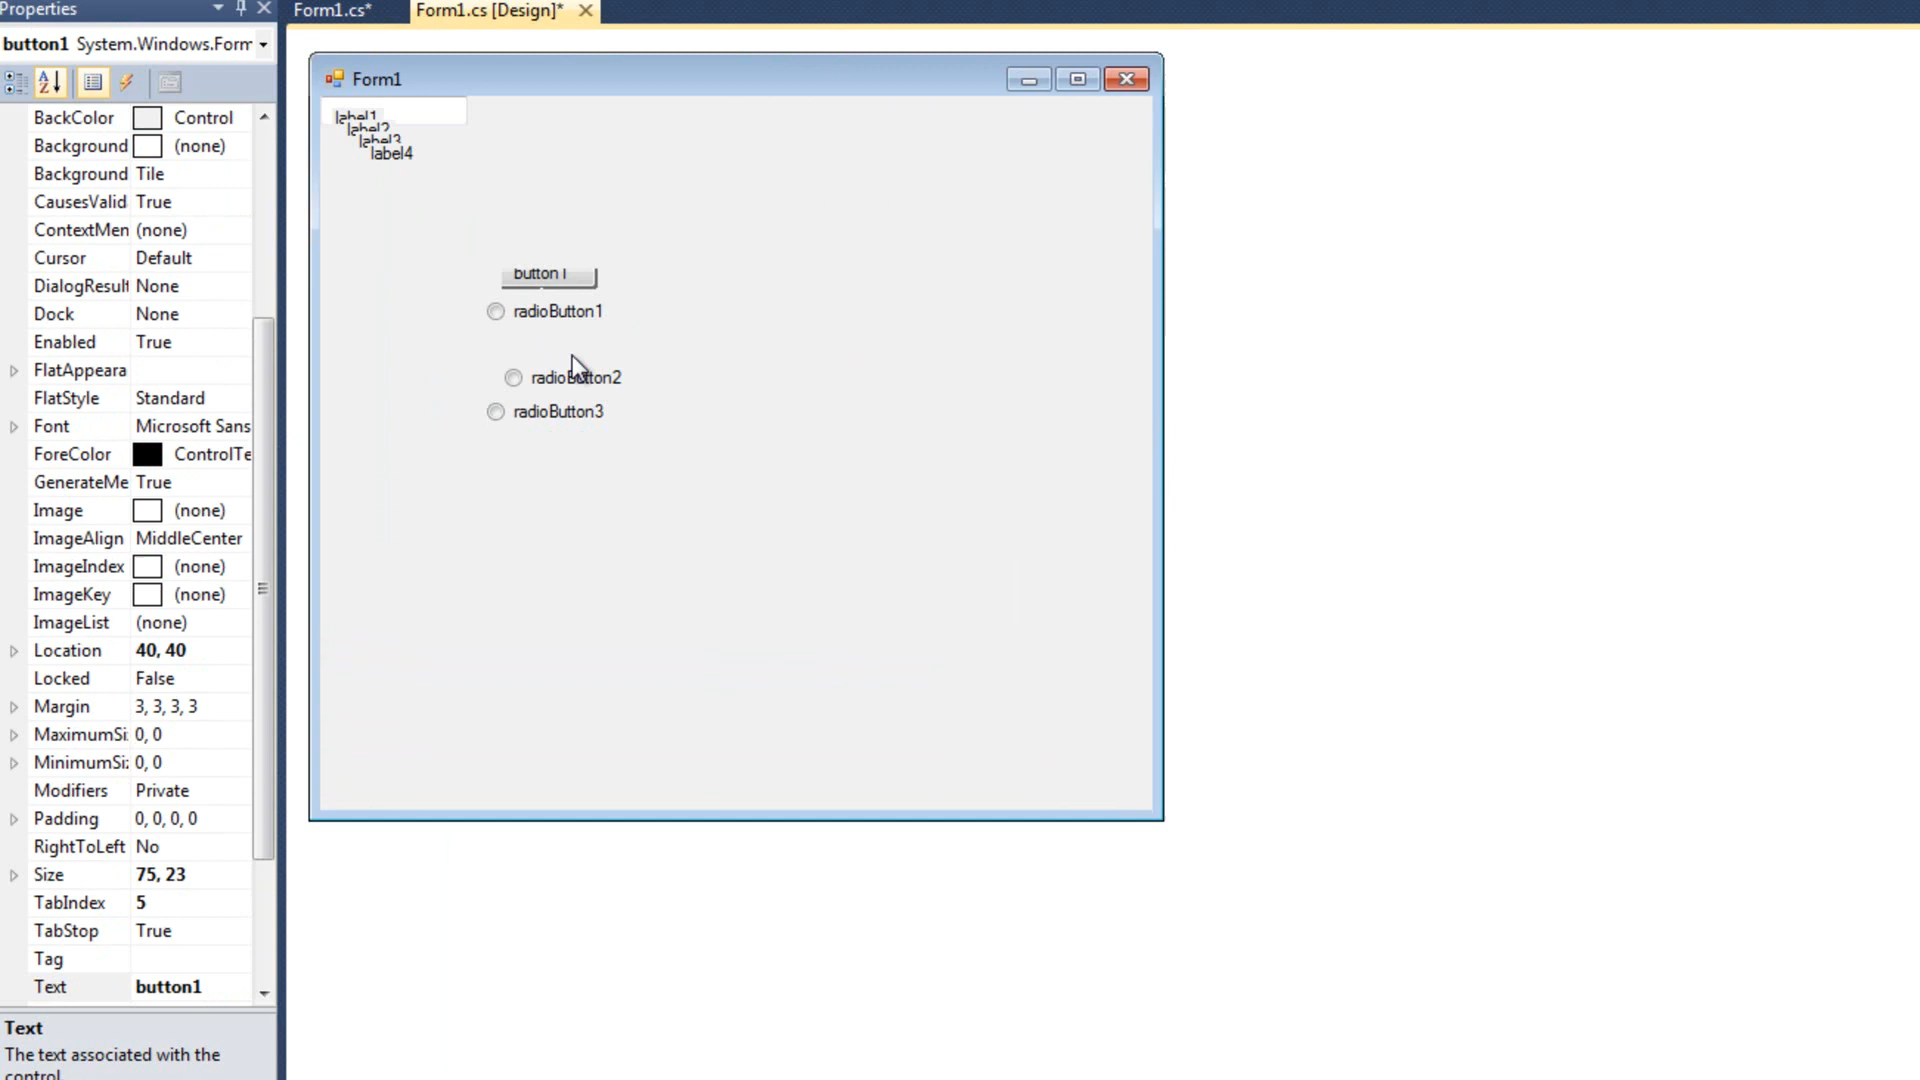 Properties
button1 System.Windows.Form
BackColor Control
Background (none)
Background Tile
CausesValid True
ContextMen (none)
Cursor Default
DialogResult None
Dock None
Enabled True
FlatAppeara
FlatStyle Standard
Font Microsoft Sans
ForeColor ControlTe
GenerateMe True
Image (none)
ImageAlign MiddleCenter
ImageIndex (none)
ImageKey (none)
ImageList (none)
Location 40, 40
Locked False
Margin 3, 3, 3, 3
MaximumSi 0, 0
MinimumSi 0, 0
Modifiers Private
Padding 0, 0, 0, 0
RightToLeft No
Size 75, 23
TabIndex 5
TabStop True
Tag
Text button1
Text
The text associated with the
control.
Form1.cs*
Form1.cs [Design]*
Form1
label1
label2
label3
label4
button1
radioButton1
radioButton2
radioButton3